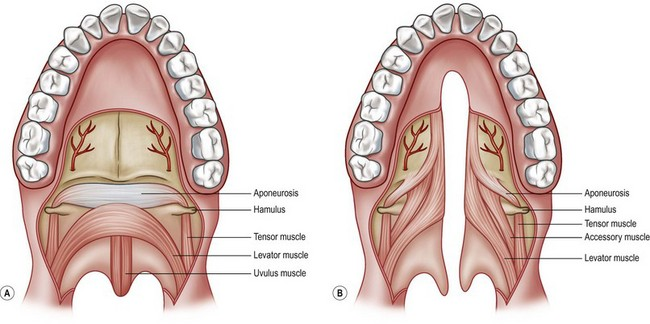 Aponeurosis
Hamulus
Tensor muscle
Levator muscle
Uvulus muscle
A
Aponeurosis
Hamulus
Tensor muscle
Accessory muscle
Levator muscle
B